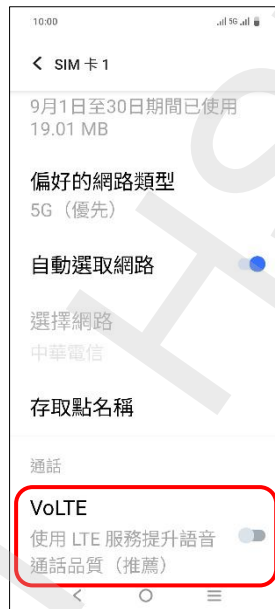 10:00
5G
SIM 卡 1
9月1日至30日期間已使用
19.01 MB
偏好的網路類型
5G（優先）
自動選取網路
選擇網路
中華電信
存取點名稱
通話
VoLTE
使用 LTE 服務提升語音
通話品質（推薦）